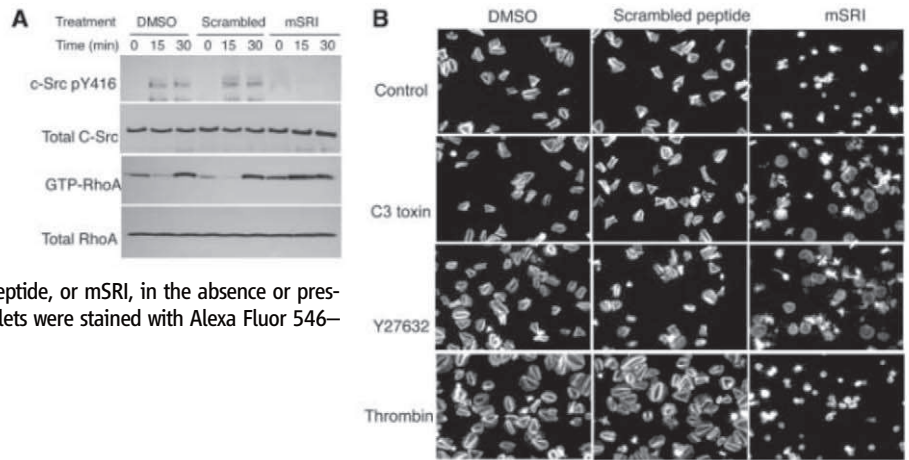 A
Treatment DMSO Scrambled mSRI
Time (min) 0 15 30 0 15 30 0 15 30
c-Src pY416
Total C-Src
GTP-RhoA
Total RhoA
eptide, or mSRI, in the absence or pres-
lets were stained with Alexa Fluor 546–
B
DMSO Scrambled peptide mSRI
Control
C3 toxin
Y27632
Thrombin